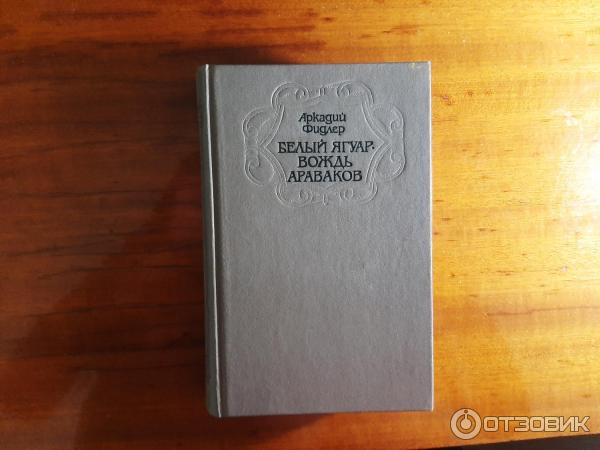 Аркадий
Фидлер
БЕЛЫЙ ЯГУАР-
ВОЖДЬ
АРАВАКОВ
ОТЗОВИК